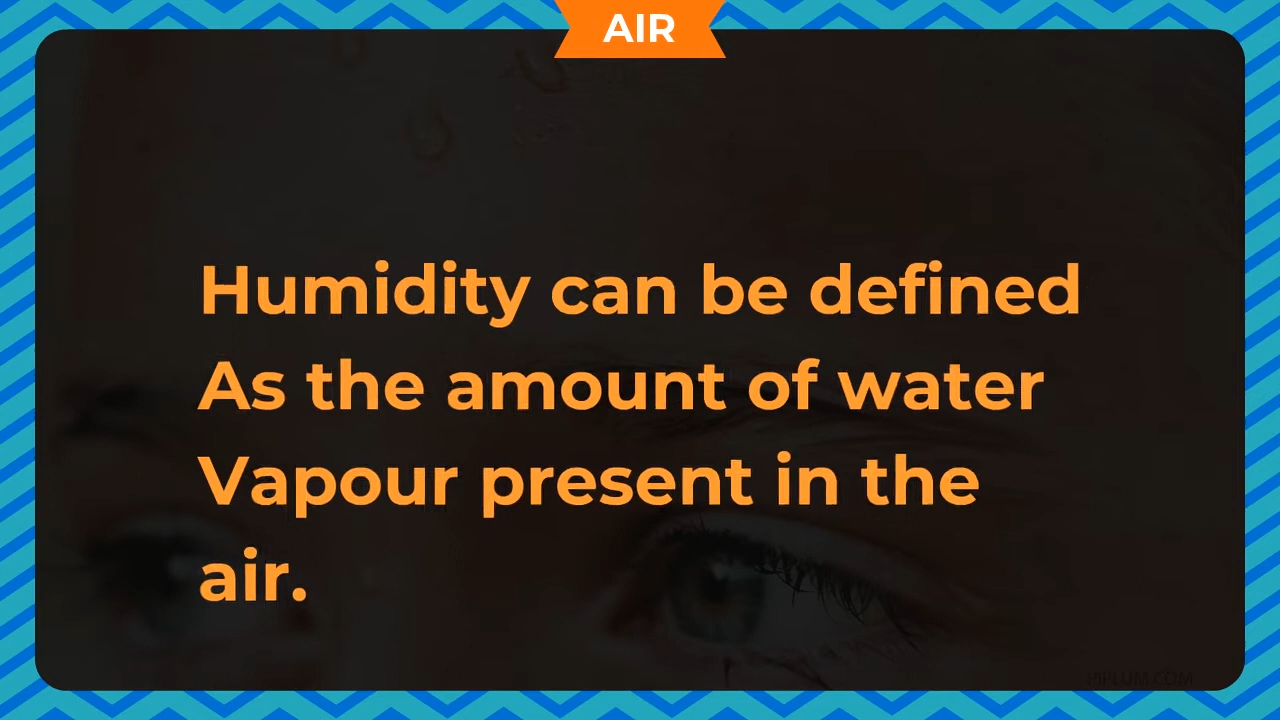 AIR
Humidity can be defined
As the amount of water
Vapour present in the
air.